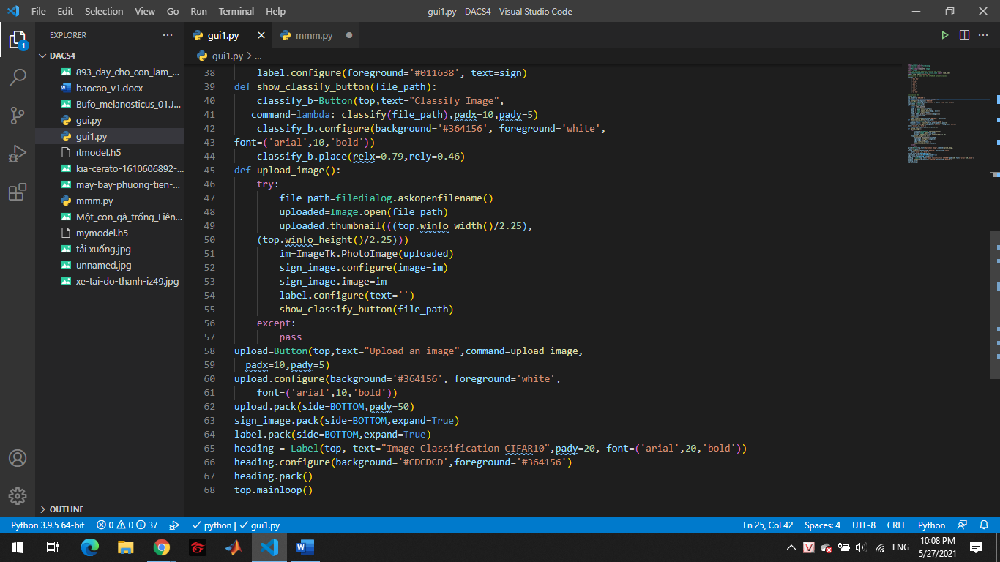 File Edit Selection View Go Run Terminal Help
gui1.py - DACS4 - Visual Studio Code
EXPLORER
gui1.py
mmm.py
DACS4
gui1.py > ...
893_day_cho_con_lam_...
baocao_v1.docx
Bufo_melanosticus_01.J...
gui.py
gui1.py
itmodel.h5
kia-cerato-1610606892-...
may-bay-phuong-tien-...
mmm.py
Một_con_gà_trống_Liên...
mymodel.h5
tải xuống.jpg
unnamed.jpg
xe-tai-do-thanh-iz49.jpg
OUTLINE
38 label.configure(foreground='#011638', text=sign)
39 def show_classify_button(file_path):
40 classify_b=Button(top,text="Classify Image",
41 command=lambda: classify(file_path),padx=10,pady=5)
42 classify_b.configure(background='#364156', foreground='white',
43 font=('arial',10,'bold'))
44 classify_b.place(relx=0.79,rely=0.46)
45 def upload_image():
46 try:
47 file_path=filedialog.askopenfilename()
48 uploaded=Image.open(file_path)
49 uploaded.thumbnail(((top.winfo_width()/2.25),
50 (top.winfo_height()/2.25)))
51 im=ImageTk.PhotoImage(uploaded)
52 sign_image.configure(image=im)
53 sign_image.image=im
54 label.configure(text='')
55 show_classify_button(file_path)
56 except:
57 pass
58 upload=Button(top,text="Upload an image",command=upload_image,
59 padx=10,pady=5)
60 upload.configure(background='#364156', foreground='white',
61 font=('arial',10,'bold'))
62 upload.pack(side=BOTTOM,pady=50)
63 sign_image.pack(side=BOTTOM,expand=True)
64 label.pack(side=BOTTOM,expand=True)
65 heading = Label(top, text="Image Classification CIFAR10",pady=20, font=('arial',20,'bold'))
66 heading.configure(background='#CDCDCD',foreground='#364156')
67 heading.pack()
68 top.mainloop()
1
Python 3.9.5 64-bit 0 0 37 python | gui1.py Ln 25, Col 42 Spaces: 4 UTF-8 CRLF Python
ENG
10:08 PM
5/27/2021